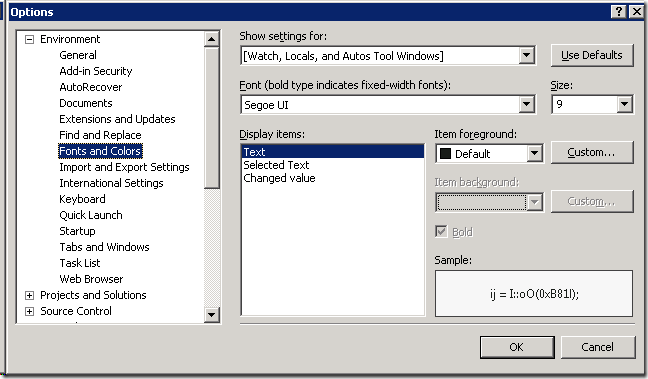 Options
Environment
General
Add-in Security
AutoRecover
Documents
Extensions and Updates
Find and Replace
Fonts and Colors
Import and Export Settings
International Settings
Keyboard
Quick Launch
Startup
Tabs and Windows
Task List
Web Browser
Projects and Solutions
Source Control
Show settings for:
[Watch, Locals, and Autos Tool Windows]
Use Defaults
Font (bold type indicates fixed-width fonts):
Size:
Segoe UI
9
Display items:
Text
Selected Text
Changed value
Item foreground:
Default
Custom...
Item background:
Custom...
Bold
Sample:
ij = I::oO(0xB81l);
OK
Cancel